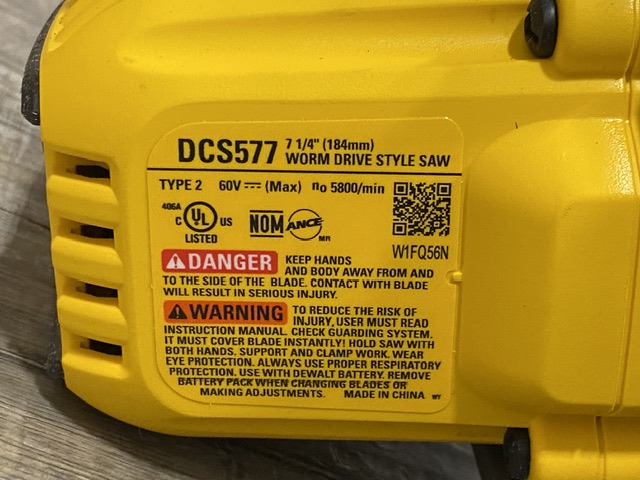 DCS577 7 1/4" (184mm)
WORM DRIVE STYLE SAW
TYPE 2 60V⎓(Max) no 5800/min
406A
C UL US
LISTED
NOM ANCE
MR
W1FQ56N
DANGER KEEP HANDS
AND BODY AWAY FROM AND
TO THE SIDE OF THE BLADE. CONTACT WITH BLADE
WILL RESULT IN SERIOUS INJURY.
WARNING TO REDUCE THE RISK OF
INJURY, USER MUST READ
INSTRUCTION MANUAL. CHECK GUARDING SYSTEM.
IT MUST COVER BLADE INSTANTLY! HOLD SAW WITH
BOTH HANDS. SUPPORT AND CLAMP WORK. WEAR
EYE PROTECTION. ALWAYS USE PROPER RESPIRATORY
PROTECTION. USE WITH DEWALT BATTERY. REMOVE
BATTERY PACK WHEN CHANGING BLADES OR
MAKING ADJUSTMENTS. MADE IN CHINA